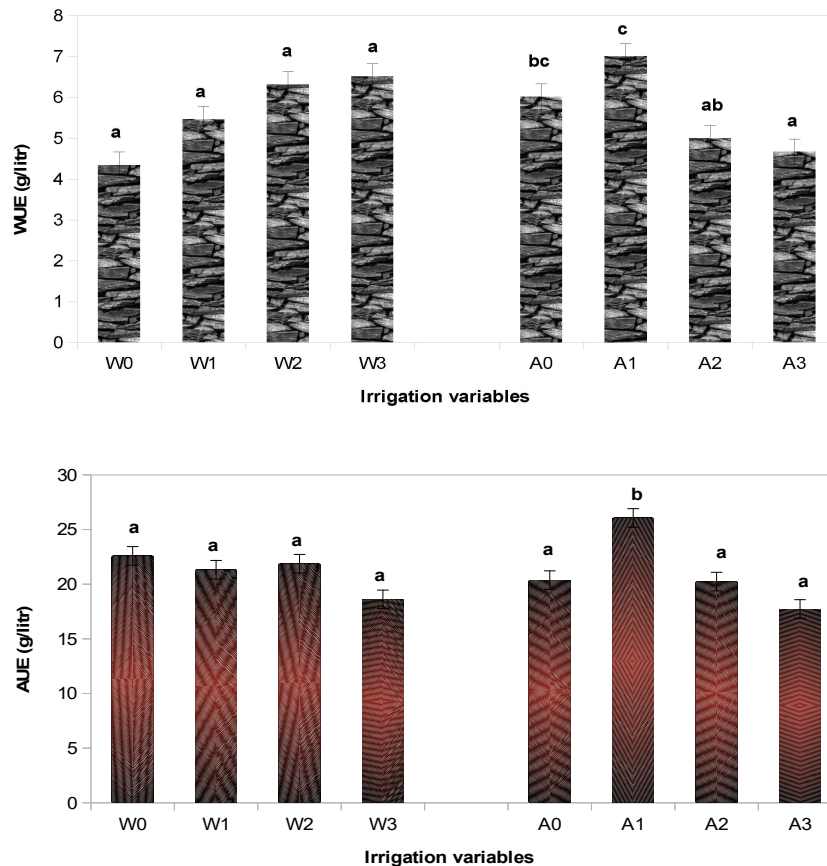 8
7
6
5
4
3
2
1
0
WUE (g/litr)
a
a
a
a
bc
c
ab
a
W0 W1 W2 W3 A0 A1 A2 A3
Irrigation variables
30
25
20
15
10
5
0
AUE (g/litr)
a
a
a
a
a
b
a
a
W0 W1 W2 W3 A0 A1 A2 A3
Irrigation variables